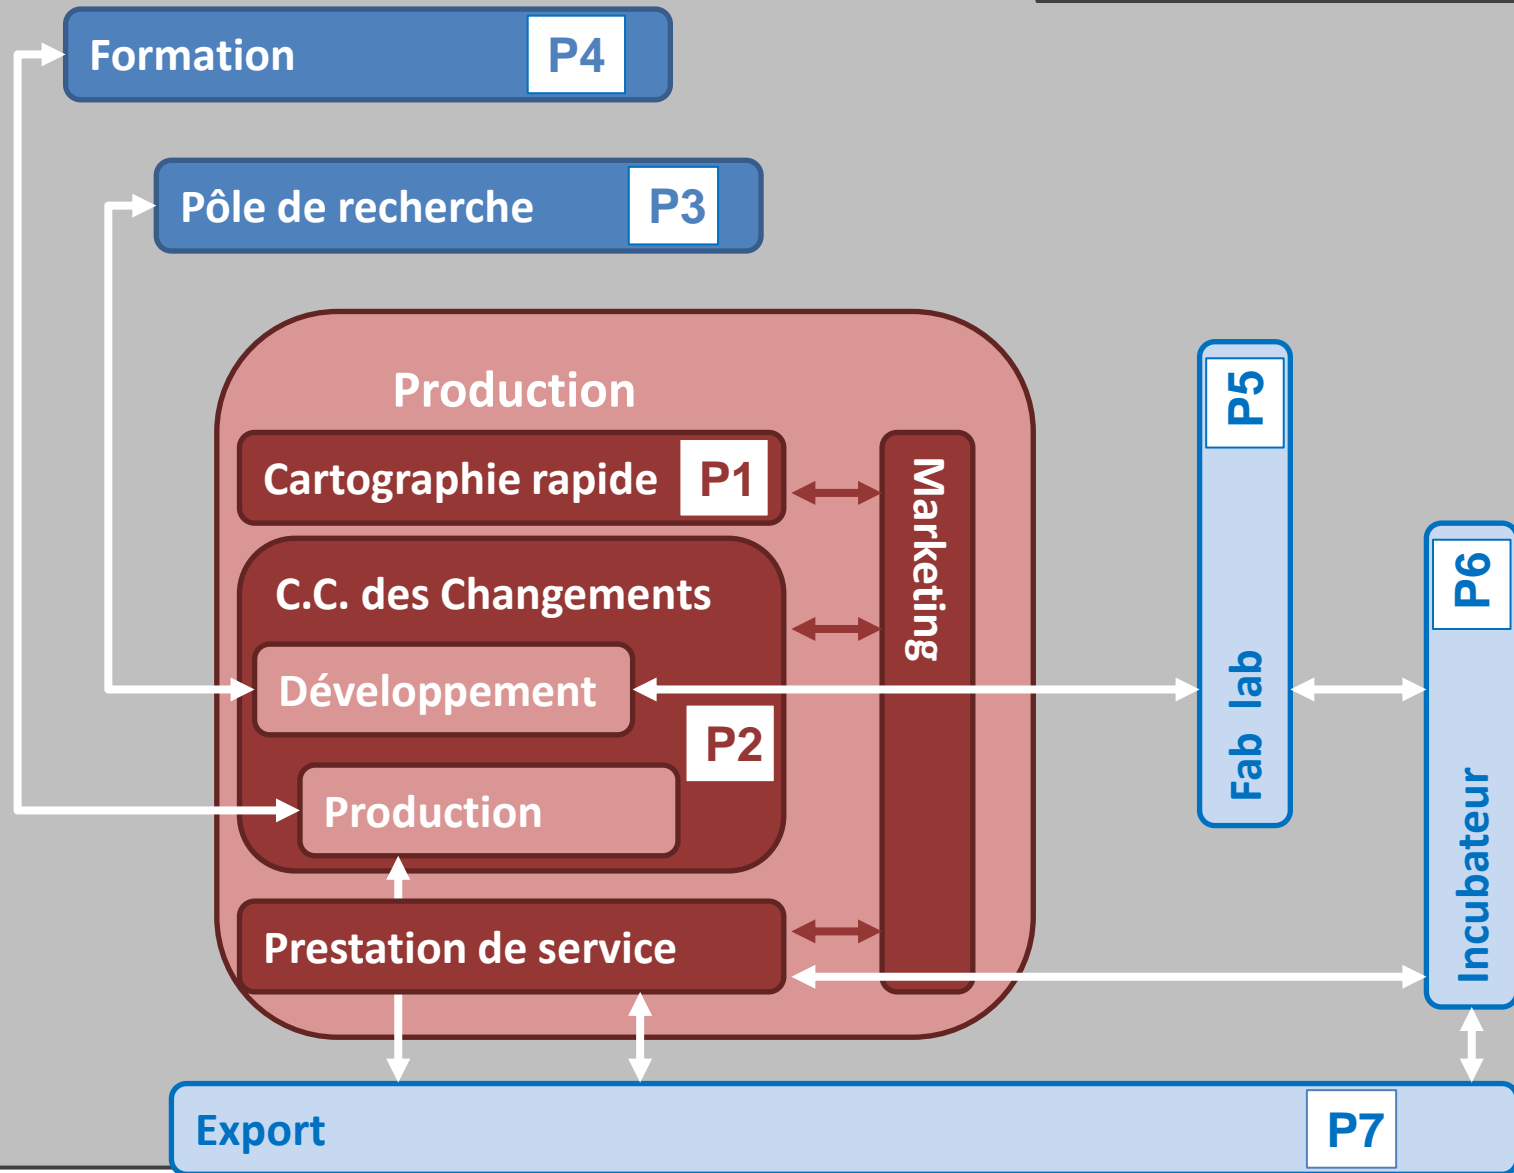 Formation P4
Pôle de recherche P3
Production
Cartographie rapide P1
Marketing
C.C. des Changements
Développement
P2
Production
Prestation de service
P5
Fab lab
P6
Incubateur
Export P7